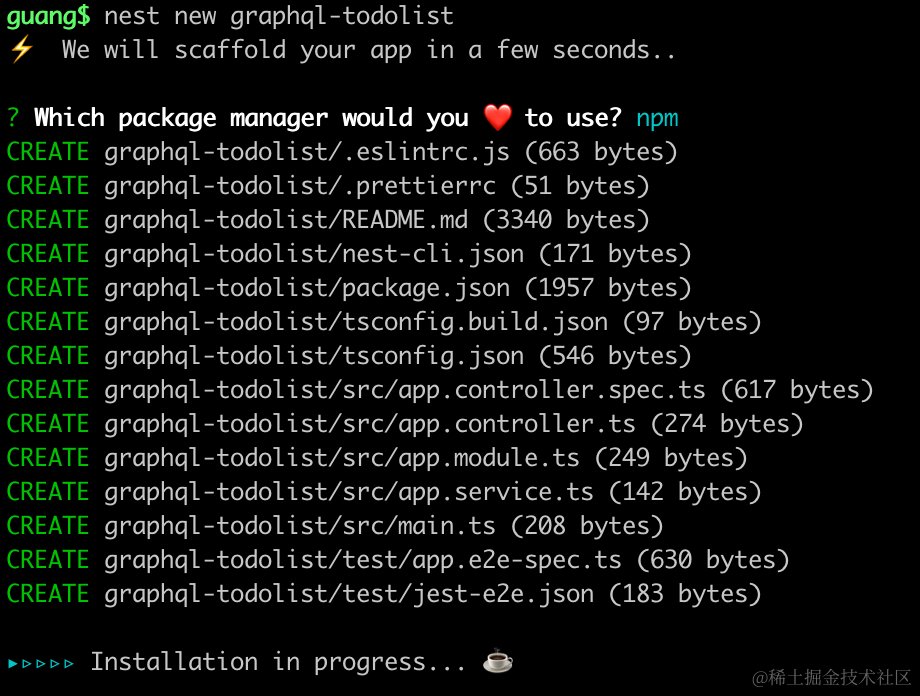 guang$ nest new graphql-todolist
⚡ We will scaffold your app in a few seconds..
? Which package manager would you ❤️ to use? npm
CREATE graphql-todolist/.eslintrc.js (663 bytes)
CREATE graphql-todolist/.prettierrc (51 bytes)
CREATE graphql-todolist/README.md (3340 bytes)
CREATE graphql-todolist/nest-cli.json (171 bytes)
CREATE graphql-todolist/package.json (1957 bytes)
CREATE graphql-todolist/tsconfig.build.json (97 bytes)
CREATE graphql-todolist/tsconfig.json (546 bytes)
CREATE graphql-todolist/src/app.controller.spec.ts (617 bytes)
CREATE graphql-todolist/src/app.controller.ts (274 bytes)
CREATE graphql-todolist/src/app.module.ts (249 bytes)
CREATE graphql-todolist/src/app.service.ts (142 bytes)
CREATE graphql-todolist/src/main.ts (208 bytes)
CREATE graphql-todolist/test/app.e2e-spec.ts (630 bytes)
CREATE graphql-todolist/test/jest-e2e.json (183 bytes)
▸▹▹▹▹ Installation in progress... ☕
@稀土掘金技术社区